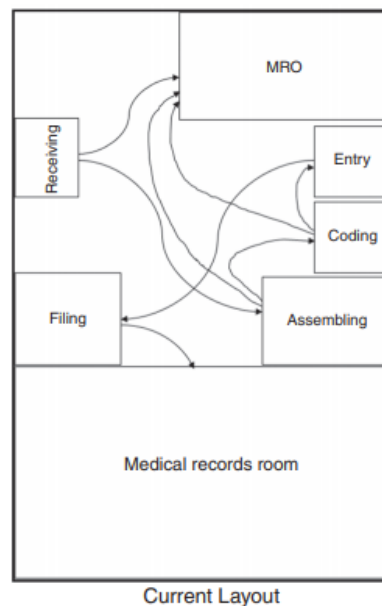 MRO
Receiving
Entry
Coding
Filing
Assembling
Medical records room
Current Layout